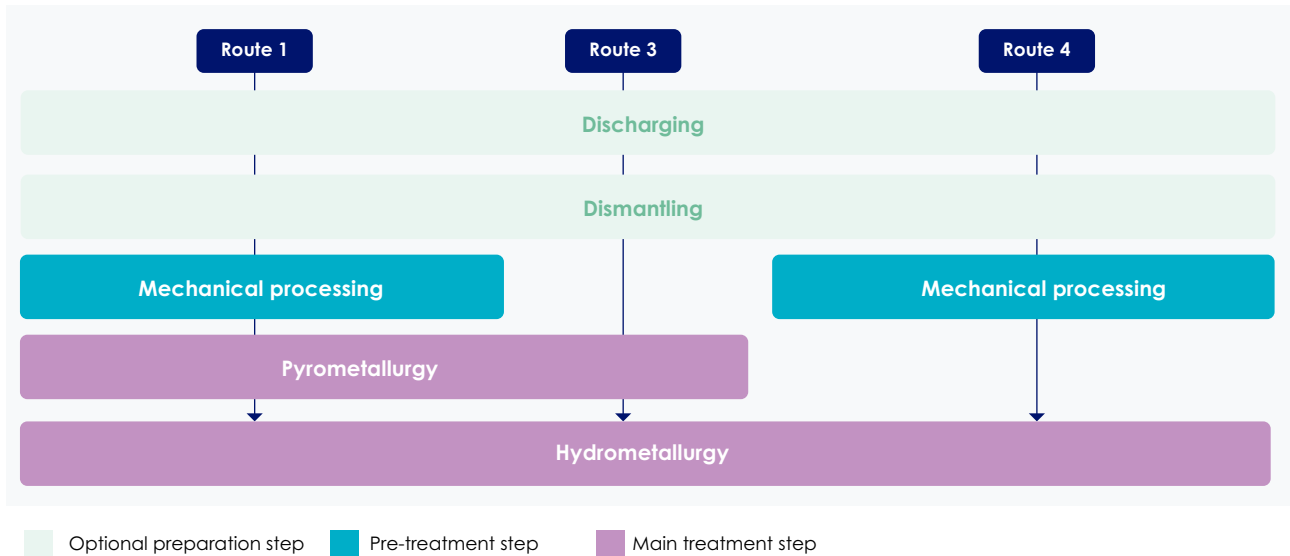 Route 1
Route 3
Route 4
Discharging
Dismantling
Mechanical processing
Mechanical processing
Pyrometallurgy
Hydrometallurgy
Optional preparation step
Pre-treatment step
Main treatment step